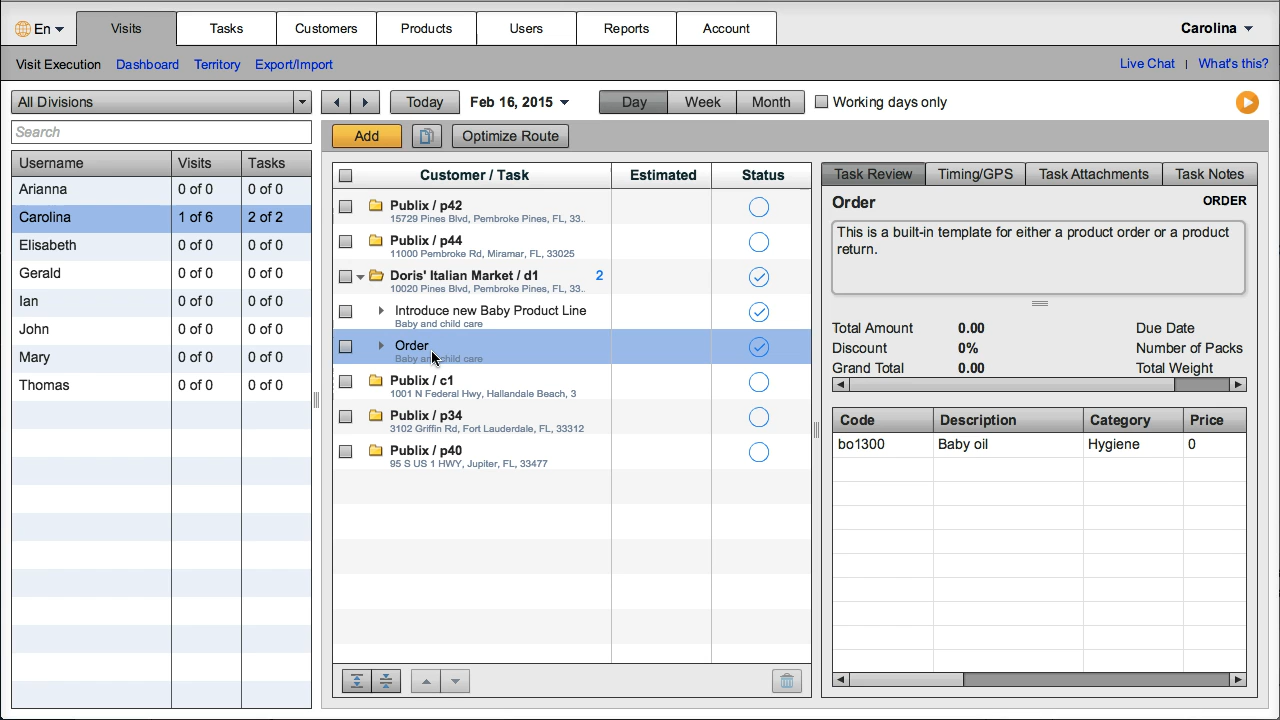 En
Visits
Tasks
Customers
Products
Users
Reports
Account
Carolina
Visit Execution
Dashboard
Territory
Export/Import
Live Chat
|
What's this?
All Divisions
Today
Feb 16, 2015
Day
Week
Month
Working days only
Search
Add
Optimize Route
Username
Visits
Tasks
Arianna
0 of 0
0 of 0
Carolina
1 of 6
2 of 2
Elisabeth
0 of 0
0 of 0
Gerald
0 of 0
0 of 0
Ian
0 of 0
0 of 0
John
0 of 0
0 of 0
Mary
0 of 0
0 of 0
Thomas
0 of 0
0 of 0
Customer / Task
Estimated
Status
Publix / p42
15729 Pines Blvd, Pembroke Pines, FL, 33..
Publix / p44
11000 Pembroke Rd, Miramar, FL, 33025
Doris' Italian Market / d1
2
10020 Pines Blvd, Pembroke Pines, FL, 33..
Introduce new Baby Product Line
Baby and child care
Order
Baby and child care
Publix / c1
1001 N Federal Hwy, Hallandale Beach, 3
Publix / p34
3102 Griffin Rd, Fort Lauderdale, FL, 33312
Publix / p40
95 S US 1 HWY, Jupiter, FL, 33477
Task Review
Timing/GPS
Task Attachments
Task Notes
Order
ORDER
This is a built-in template for either a product order or a product
return.
Total Amount
0.00
Due Date
Discount
0%
Number of Packs
Grand Total
0.00
Total Weight
Code
Description
Category
Price
bo1300
Baby oil
Hygiene
0